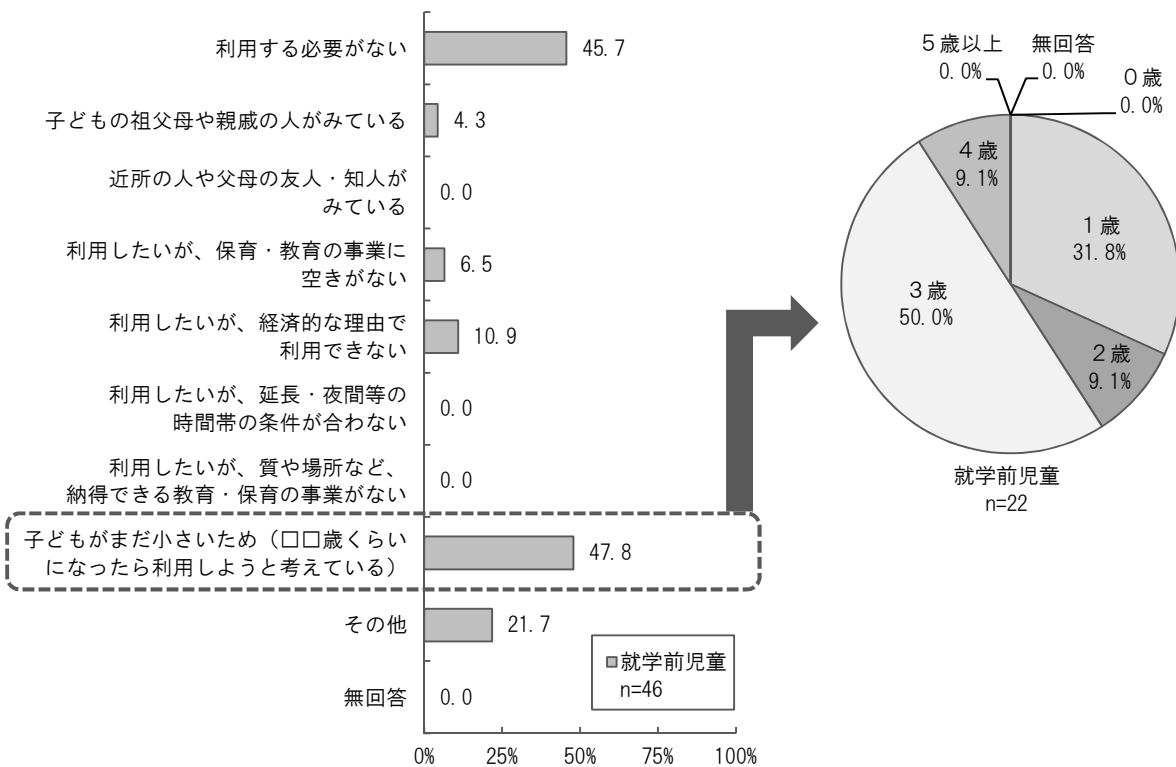 利用する必要がない
45.7
子どもの祖父母や親戚の人がみている
4.3
近所の人や父母の友人・知人が
みている
0.0
利用したいが、保育・教育の事業に
空きがない
6.5
利用したいが、経済的な理由で
利用できない
10.9
利用したいが、延長・夜間等の
時間帯の条件が合わない
0.0
利用したいが、質や場所など、
納得できる教育・保育の事業がない
0.0
子どもがまだ小さいため(□□歳くらい
になったら利用しようと考えている)
47.8
その他
21.7
無回答
0.0
就学前児童
n=46
0% 25% 50% 75% 100%
5歳以上
0.0%
無回答
0.0%
0歳
0.0%
1歳
31.8%
2歳
9.1%
3歳
50.0%
4歳
9.1%
就学前児童
n=22